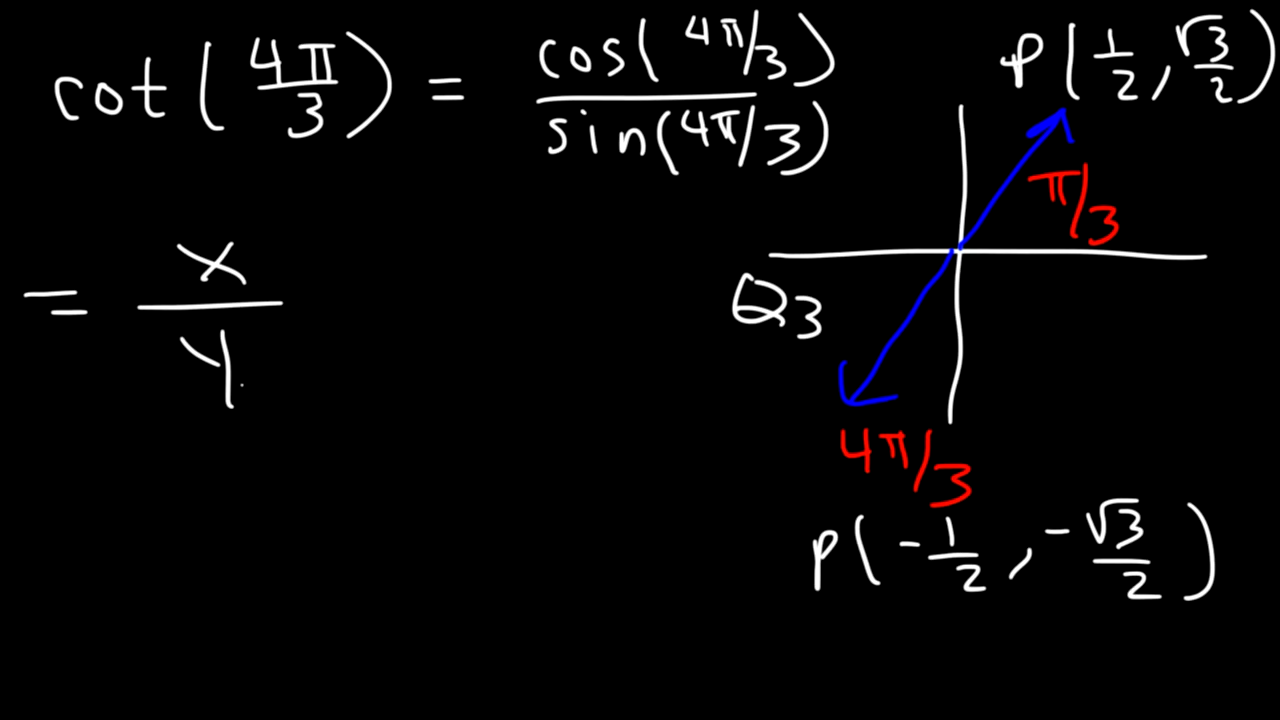 cot(4π/3) = cos(4π/3)/sin(4π/3)
P(1/2, √3/2)
π/3
= x/y
Q3
4π/3
P(-1/2, -√3/2)